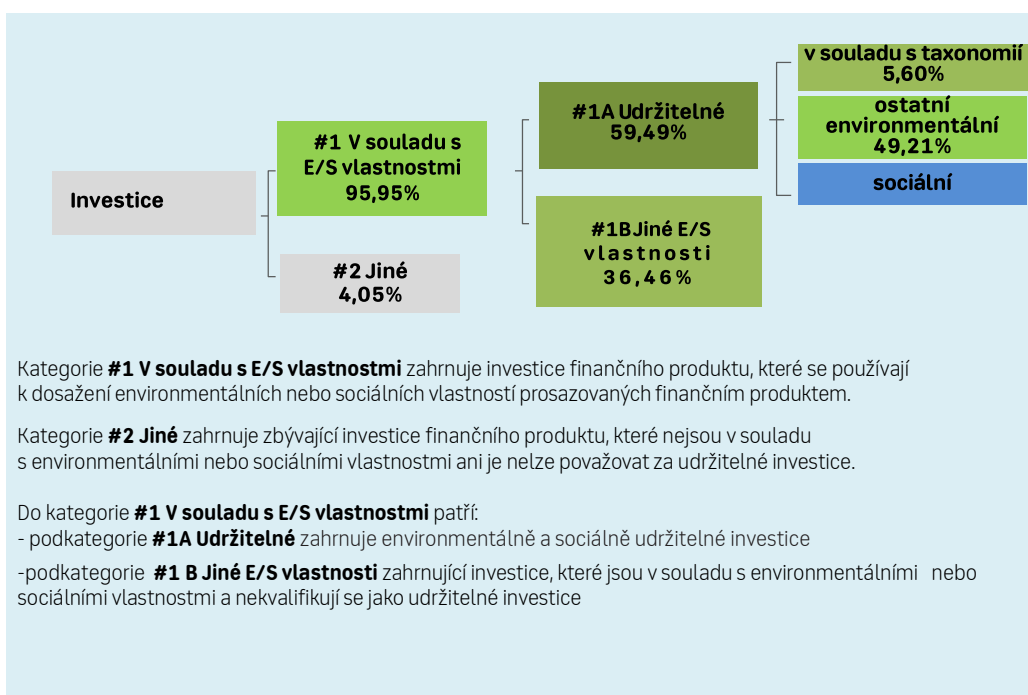 Investice
#1 V souladu s
E/S vlastnostmi
95,95%
#2 Jiné
4,05%
#1A Udržitelné
59,49%
#1B Jiné E/S
vlastnosti
36,46%
v souladu s taxonomií
5,60%
ostatní
environmentální
49,21%
sociální
Kategorie #1 V souladu s E/S vlastnostmi zahrnuje investice finančního produktu, které se používají
k dosažení environmentálních nebo sociálních vlastností prosazovaných finančním produktem.
Kategorie #2 Jiné zahrnuje zbývající investice finančního produktu, které nejsou v souladu
s environmentálními nebo sociálními vlastnostmi ani je nelze považovat za udržitelné investice.
Do kategorie #1 V souladu s E/S vlastnostmi patří:
- podkategorie #1A Udržitelné zahrnuje environmentálně a sociálně udržitelné investice
-podkategorie #1 B Jiné E/S vlastnosti zahrnující investice, které jsou v souladu s environmentálními nebo
sociálními vlastnostmi a nekvalifikují se jako udržitelné investice